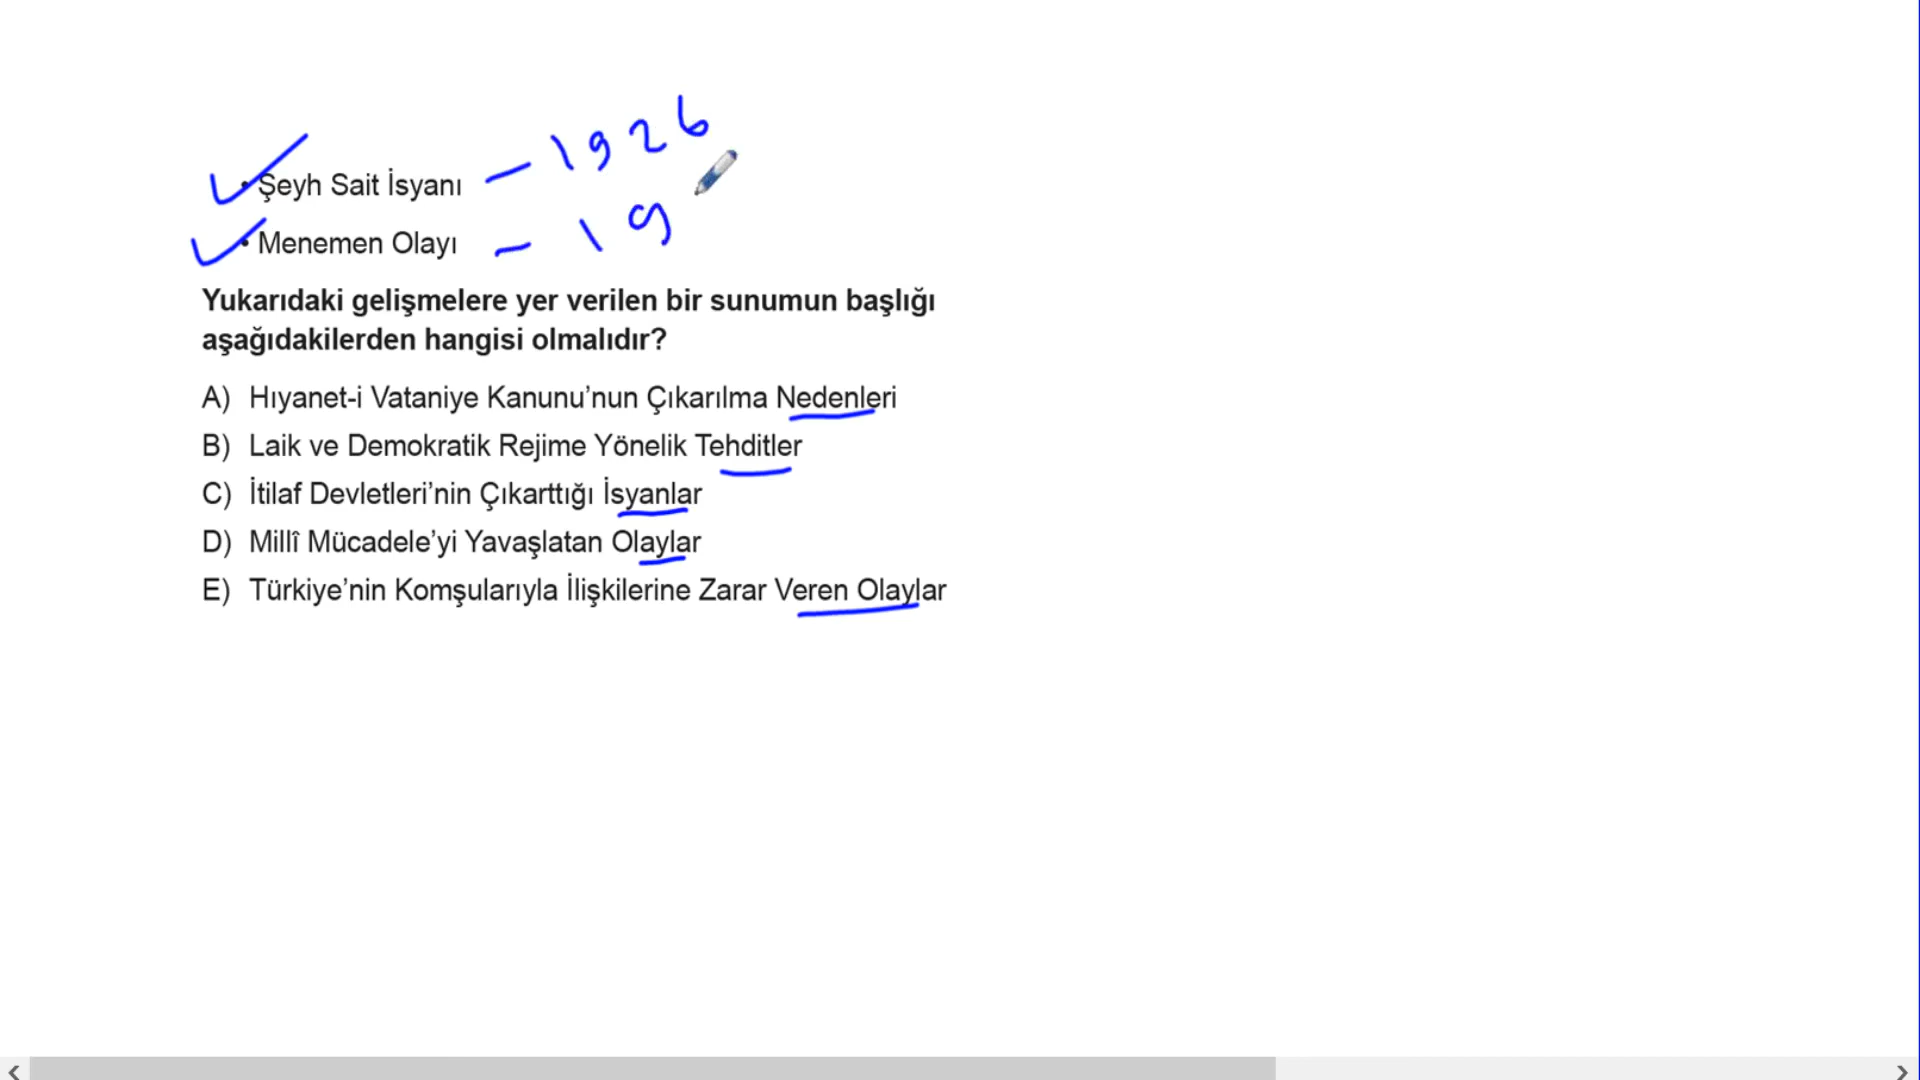 • Şeyh Sait İsyanı - 1926
• Menemen Olayı - 19
Yukarıdaki gelişmelere yer verilen bir sunumun başlığı
aşağıdakilerden hangisi olmalıdır?
A) Hıyanet-i Vataniye Kanunu’nun Çıkarılma Nedenleri
B) Laik ve Demokratik Rejime Yönelik Tehditler
C) İtilaf Devletleri’nin Çıkarttığı İsyanlar
D) Millî Mücadele’yi Yavaşlatan Olaylar
E) Türkiye’nin Komşularıyla İlişkilerine Zarar Veren Olaylar